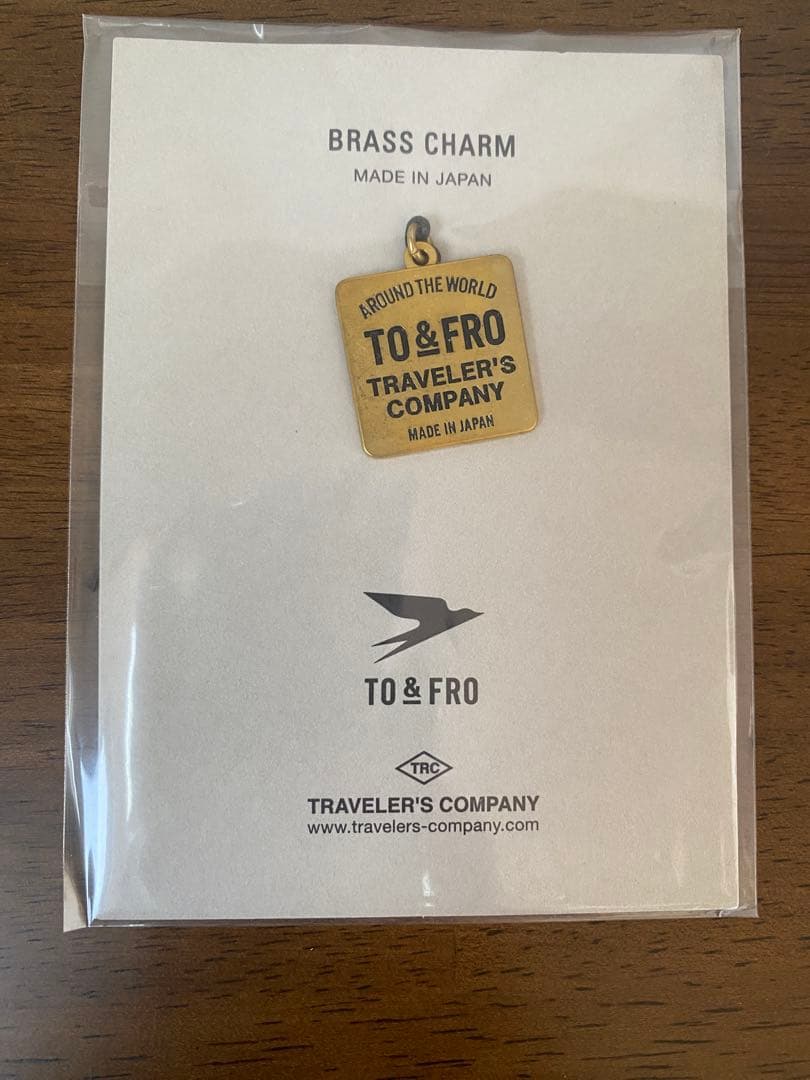 BRASS CHARM
MADE IN JAPAN
AROUND THE WORLD
TO & FRO
TRAVELER'S
COMPANY
MADE IN JAPAN
TO & FRO
TRC
TRAVELER'S COMPANY
www.travelers-company.com